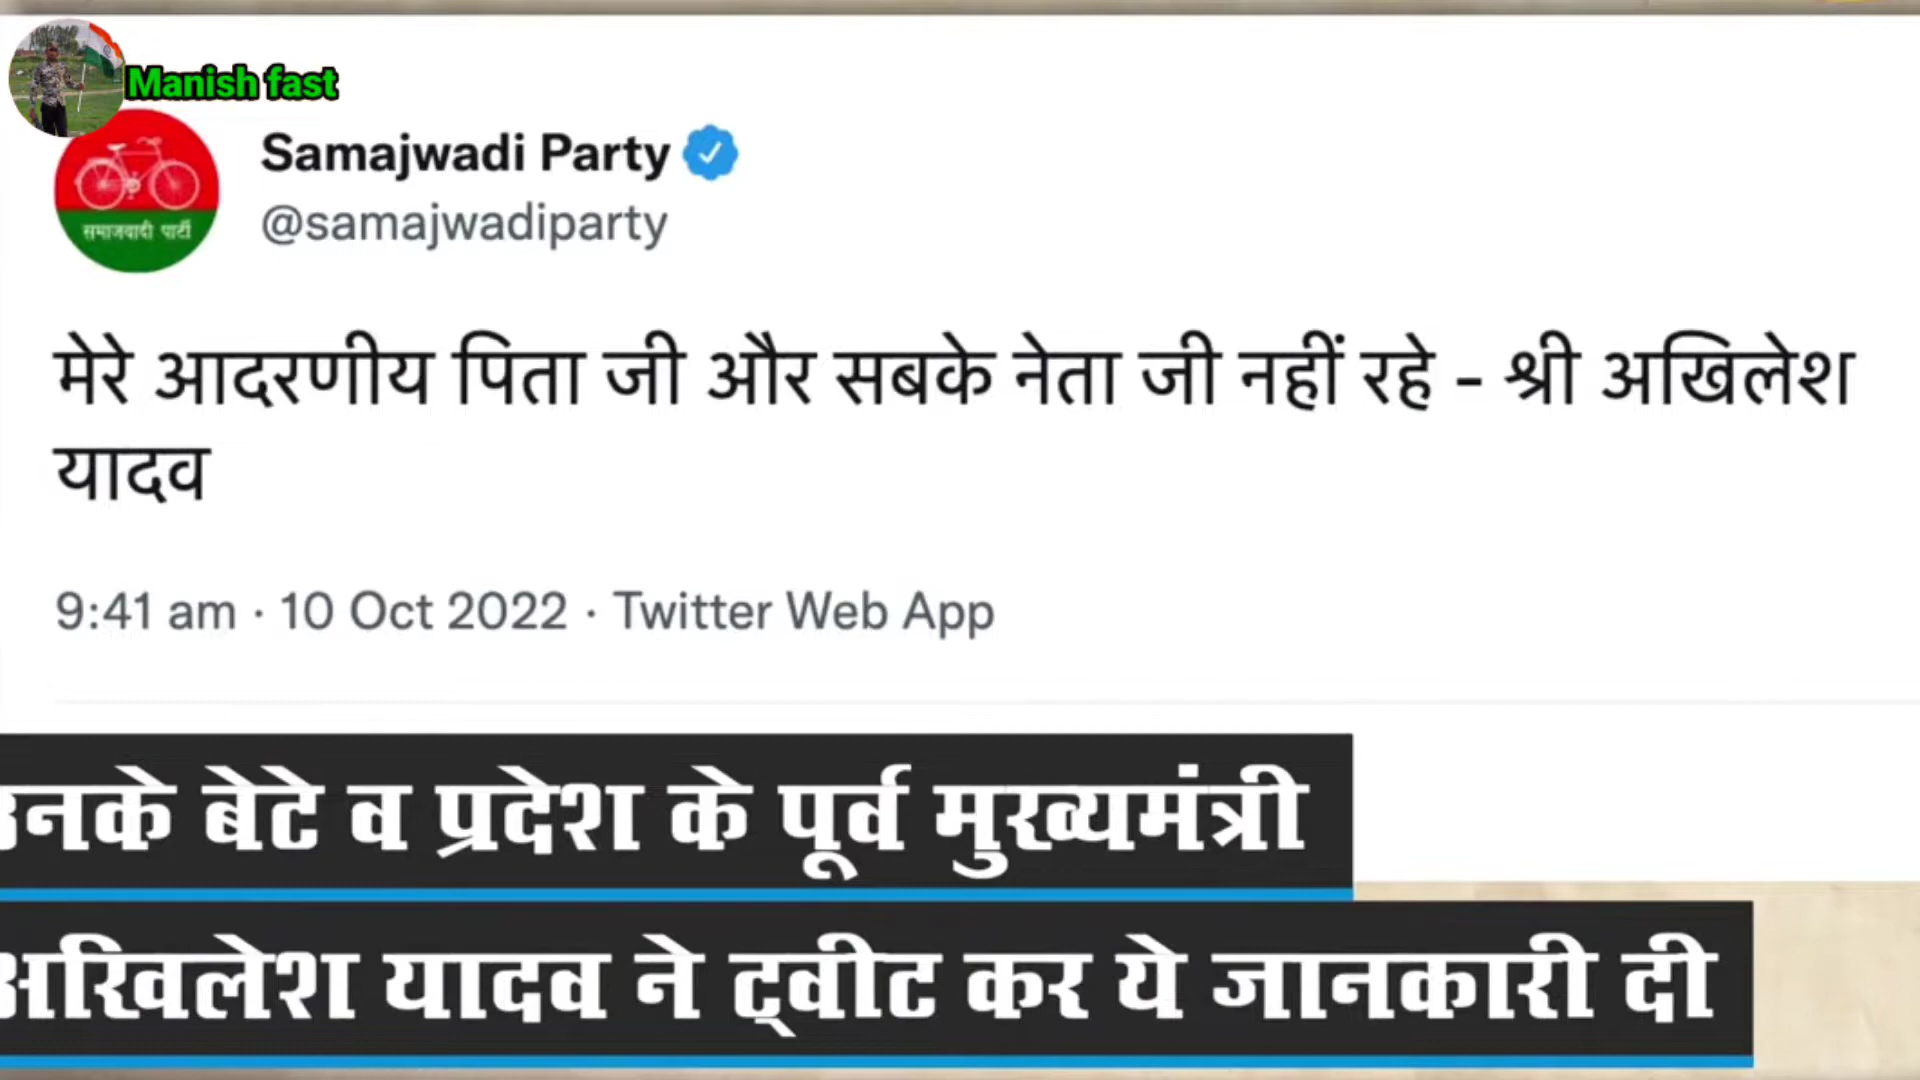 Manish fast
Samajwadi Party
@samajwadiparty
समाजवादी पार्टी
मेरे आदरणीय पिता जी और सबके नेता जी नहीं रहे - श्री अखिलेश
यादव
9:41 am · 10 Oct 2022 · Twitter Web App
उनके बेटे व प्रदेश के पूर्व मुख्यमंत्री
अखिलेश यादव ने ट्वीट कर ये जानकारी दी